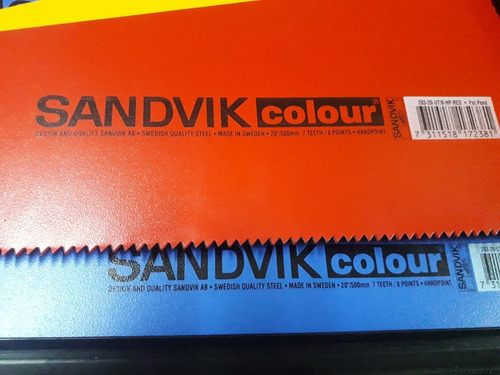 SANDVIK colour®
DESIGN AND QUALITY SANDVIK AB • SWEDISH QUALITY STEEL • MADE IN SWEDEN • 20"/500mm 7 TEETH / 8 POINTS • HARDPOINT
SANDVIK
7 311518 172381
SANDVIK colour
DESIGN AND QUALITY SANDVIK AB • SWEDISH QUALITY STEEL • MADE IN SWEDEN • 20"/500mm 7 TEETH / 8 POINTS • HARDPOINT
SANDVIK